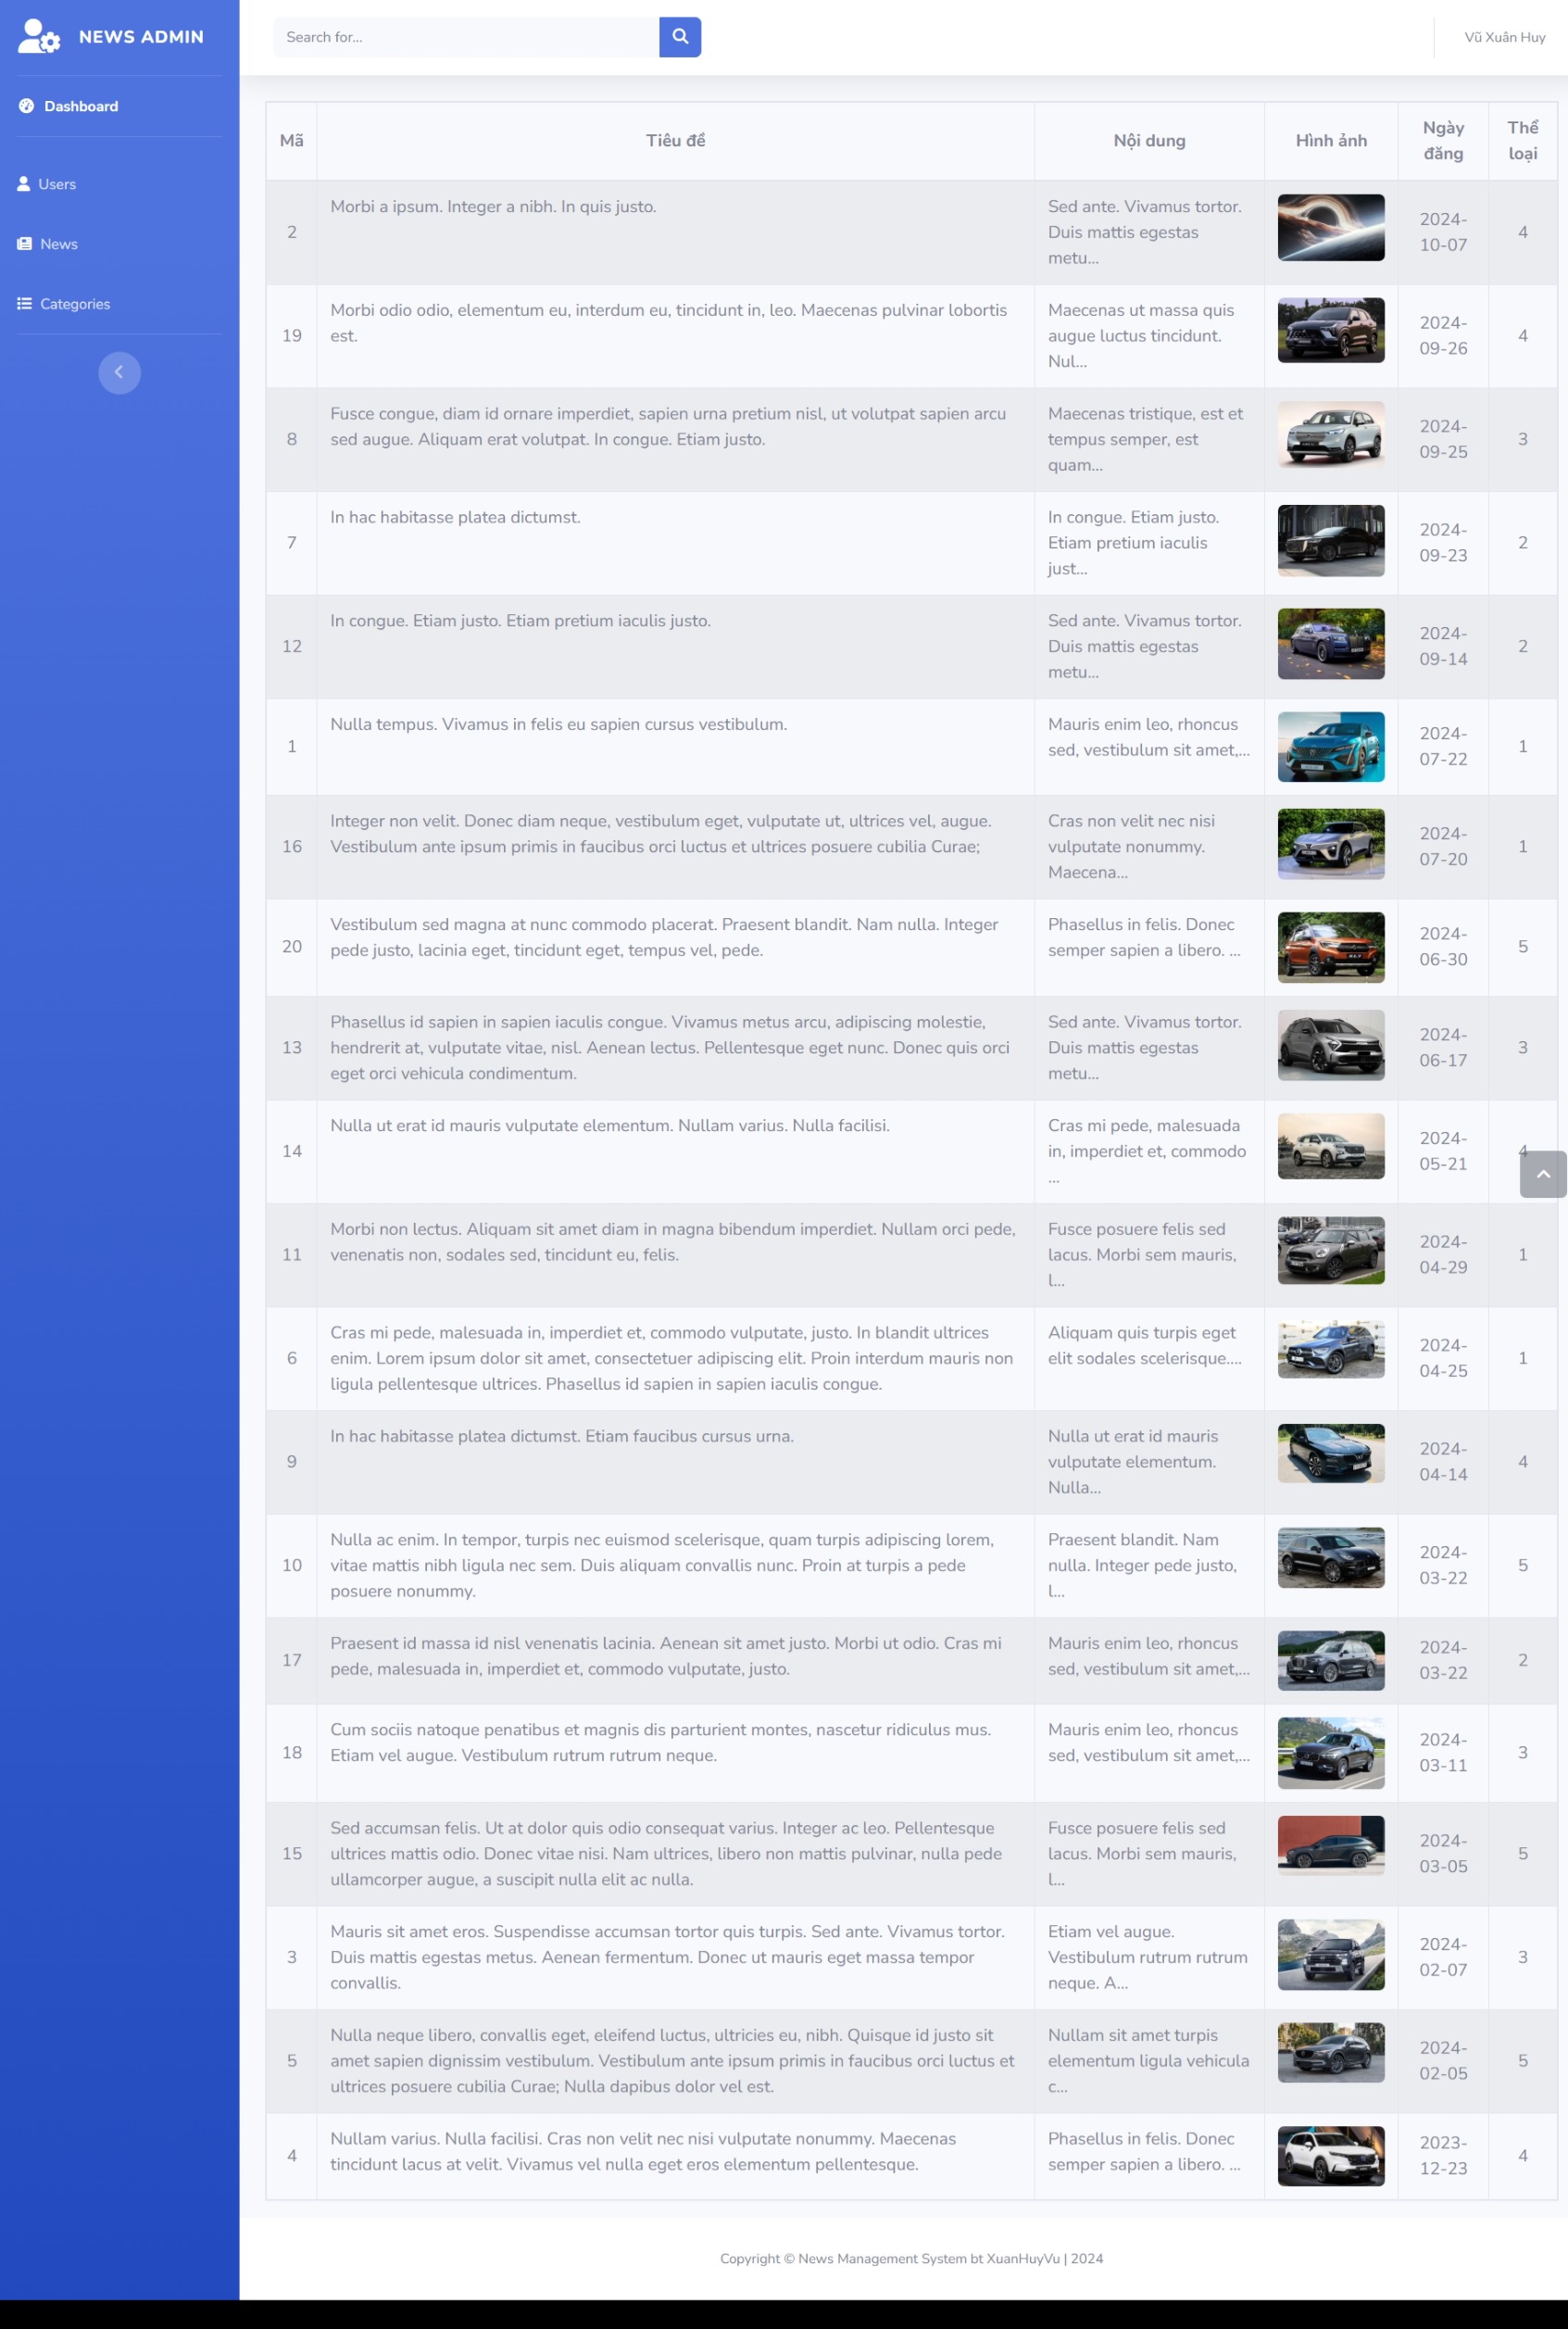 NEWS ADMIN
Search for...
Vũ Xuân Huy
Dashboard
Users
News
Categories
Mã
Tiêu đề
Nội dung
Hình ảnh
Ngày
đăng
Thể
loại
2
Morbi a ipsum. Integer a nibh. In quis justo.
Sed ante. Vivamus tortor.
Duis mattis egestas
metu...
2024-
10-07
4
19
Morbi odio odio, elementum eu, interdum eu, tincidunt in, leo. Maecenas pulvinar lobortis
est.
Maecenas ut massa quis
augue luctus tincidunt.
Nul...
2024-
09-26
4
8
Fusce congue, diam id ornare imperdiet, sapien urna pretium nisl, ut volutpat sapien arcu
sed augue. Aliquam erat volutpat. In congue. Etiam justo.
Maecenas tristique, est et
tempus semper, est
quam...
2024-
09-25
3
7
In hac habitasse platea dictumst.
In congue. Etiam justo.
Etiam pretium iaculis
just...
2024-
09-23
2
12
In congue. Etiam justo. Etiam pretium iaculis justo.
Sed ante. Vivamus tortor.
Duis mattis egestas
metu...
2024-
09-14
2
1
Nulla tempus. Vivamus in felis eu sapien cursus vestibulum.
Mauris enim leo, rhoncus
sed, vestibulum sit amet,...
2024-
07-22
1
16
Integer non velit. Donec diam neque, vestibulum eget, vulputate ut, ultrices vel, augue.
Vestibulum ante ipsum primis in faucibus orci luctus et ultrices posuere cubilia Curae;
Cras non velit nec nisi
vulputate nonummy.
Maecena...
2024-
07-20
1
20
Vestibulum sed magna at nunc commodo placerat. Praesent blandit. Nam nulla. Integer
pede justo, lacinia eget, tincidunt eget, tempus vel, pede.
Phasellus in felis. Donec
semper sapien a libero. ...
2024-
06-30
5
13
Phasellus id sapien in sapien iaculis congue. Vivamus metus arcu, adipiscing molestie,
hendrerit at, vulputate vitae, nisl. Aenean lectus. Pellentesque eget nunc. Donec quis orci
eget orci vehicula condimentum.
Sed ante. Vivamus tortor.
Duis mattis egestas
metu...
2024-
06-17
3
14
Nulla ut erat id mauris vulputate elementum. Nullam varius. Nulla facilisi.
Cras mi pede, malesuada
in, imperdiet et, commodo
...
2024-
05-21
4
11
Morbi non lectus. Aliquam sit amet diam in magna bibendum imperdiet. Nullam orci pede,
venenatis non, sodales sed, tincidunt eu, felis.
Fusce posuere felis sed
lacus. Morbi sem mauris,
l...
2024-
04-29
1
6
Cras mi pede, malesuada in, imperdiet et, commodo vulputate, justo. In blandit ultrices
enim. Lorem ipsum dolor sit amet, consectetuer adipiscing elit. Proin interdum mauris non
ligula pellentesque ultrices. Phasellus id sapien in sapien iaculis congue.
Aliquam quis turpis eget
elit sodales scelerisque....
2024-
04-25
1
9
In hac habitasse platea dictumst. Etiam faucibus cursus urna.
Nulla ut erat id mauris
vulputate elementum.
Nulla...
2024-
04-14
4
10
Nulla ac enim. In tempor, turpis nec euismod scelerisque, quam turpis adipiscing lorem,
vitae mattis nibh ligula nec sem. Duis aliquam convallis nunc. Proin at turpis a pede
posuere nonummy.
Praesent blandit. Nam
nulla. Integer pede justo,
l...
2024-
03-22
5
17
Praesent id massa id nisl venenatis lacinia. Aenean sit amet justo. Morbi ut odio. Cras mi
pede, malesuada in, imperdiet et, commodo vulputate, justo.
Mauris enim leo, rhoncus
sed, vestibulum sit amet,...
2024-
03-22
2
18
Cum sociis natoque penatibus et magnis dis parturient montes, nascetur ridiculus mus.
Etiam vel augue. Vestibulum rutrum rutrum neque.
Mauris enim leo, rhoncus
sed, vestibulum sit amet,...
2024-
03-11
3
15
Sed accumsan felis. Ut at dolor quis odio consequat varius. Integer ac leo. Pellentesque
ultrices mattis odio. Donec vitae nisi. Nam ultrices, libero non mattis pulvinar, nulla pede
ullamcorper augue, a suscipit nulla elit ac nulla.
Fusce posuere felis sed
lacus. Morbi sem mauris,
l...
2024-
03-05
5
3
Mauris sit amet eros. Suspendisse accumsan tortor quis turpis. Sed ante. Vivamus tortor.
Duis mattis egestas metus. Aenean fermentum. Donec ut mauris eget massa tempor
convallis.
Etiam vel augue.
Vestibulum rutrum rutrum
neque. A...
2024-
02-07
3
5
Nulla neque libero, convallis eget, eleifend luctus, ultricies eu, nibh. Quisque id justo sit
amet sapien dignissim vestibulum. Vestibulum ante ipsum primis in faucibus orci luctus et
ultrices posuere cubilia Curae; Nulla dapibus dolor vel est.
Nullam sit amet turpis
elementum ligula vehicula
c...
2024-
02-05
5
4
Nullam varius. Nulla facilisi. Cras non velit nec nisi vulputate nonummy. Maecenas
tincidunt lacus at velit. Vivamus vel nulla eget eros elementum pellentesque.
Phasellus in felis. Donec
semper sapien a libero. ...
2023-
12-23
4
Copyright © News Management System bt XuanHuyVu | 2024